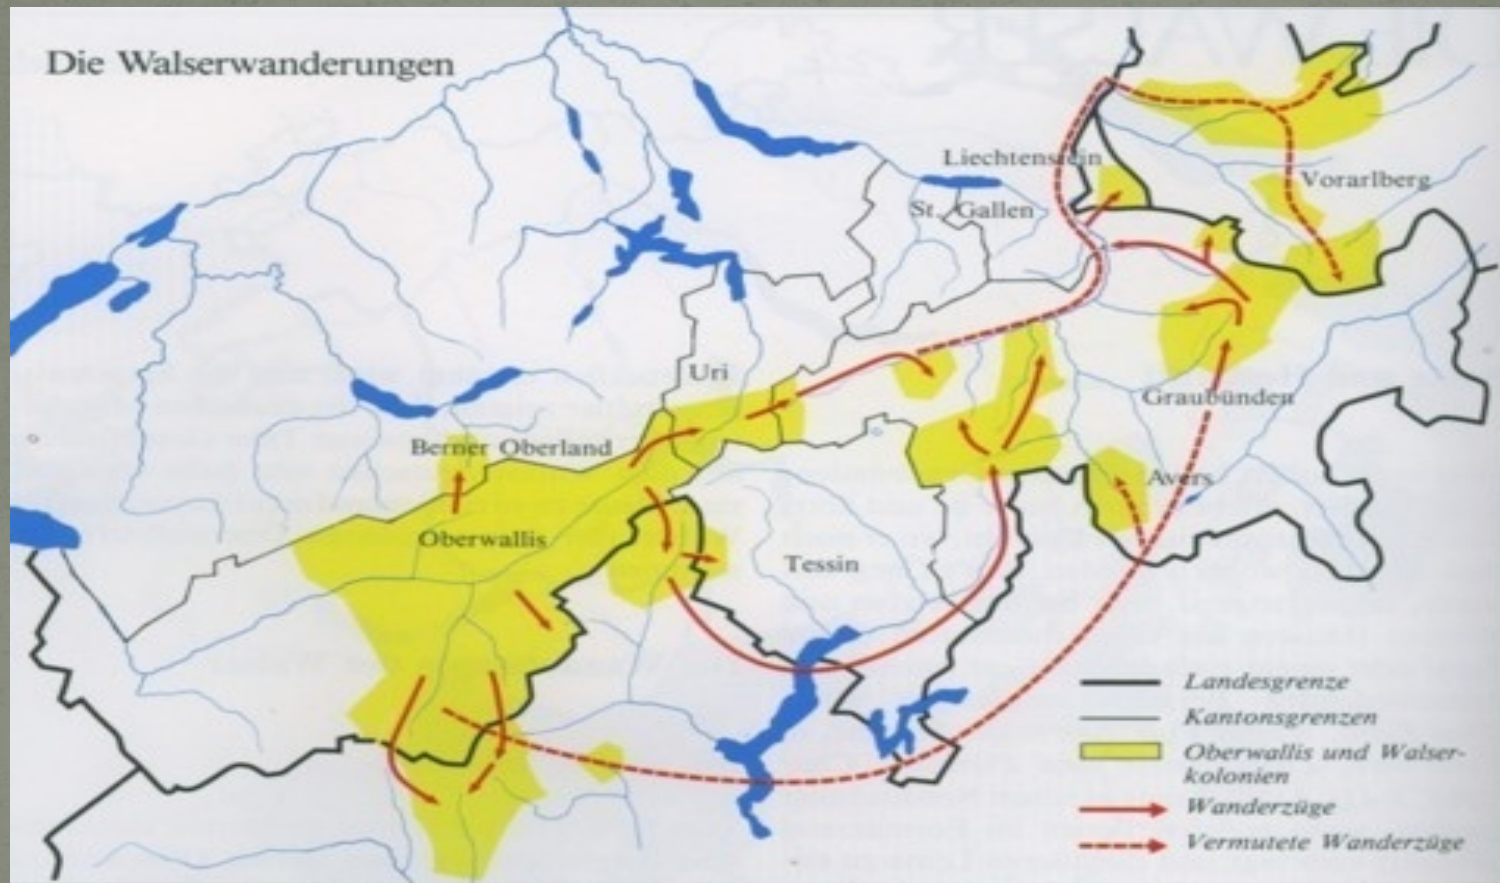 Die Walserwanderungen
Liechtenstein
Vorarlberg
St. Gallen
Uri
Graubünden
Berner Oberland
Avers
Oberwallis
Tessin
Landesgrenze
Kantonsgrenzen
Oberwallis und Walser-
kolonien
Wanderzüge
Vermutete Wanderzüge